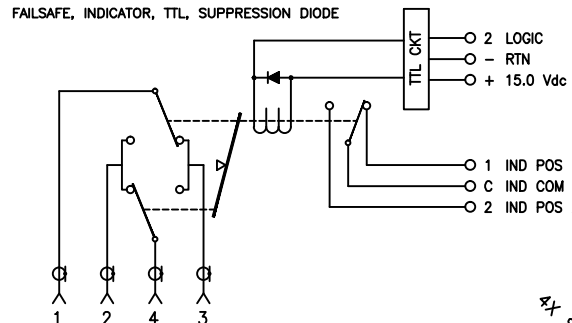 FAILSAFE, INDICATOR, TTL, SUPPRESSION DIODE
TTL CKT
2 LOGIC
– RTN
+ 15.0 Vdc
1 IND POS
C IND COM
2 IND POS
1 2 4 3